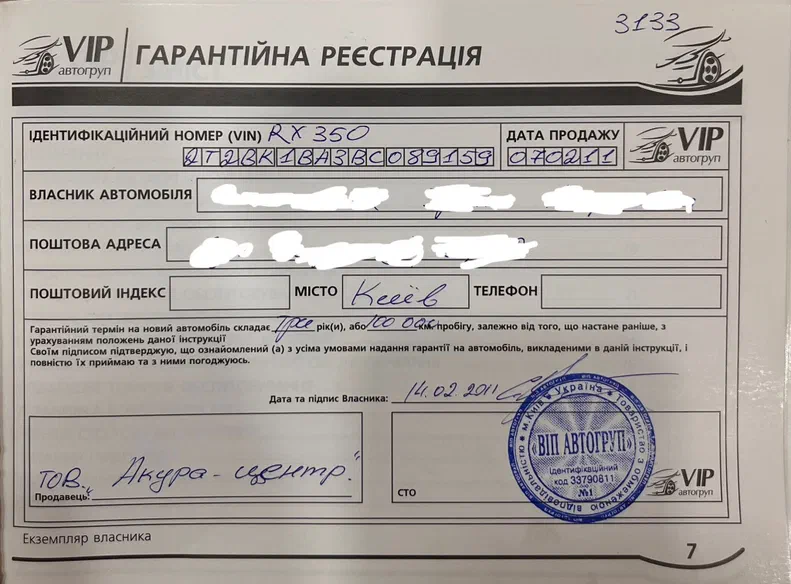 3133
VIP автогруп
ГАРАНТІЙНА РЕЄСТРАЦІЯ
ІДЕНТИФІКАЦІЙНИЙ НОМЕР (VIN) RX 350
2T2BK1BA3BC089159
ДАТА ПРОДАЖУ
070211
VIP автогруп
ВЛАСНИК АВТОМОБІЛЯ
ПОШТОВА АДРЕСА
ПОШТОВИЙ ІНДЕКС
МІСТО Київ
ТЕЛЕФОН
Гарантійний термін на новий автомобіль складає три рік(и), або 100 000 км. пробігу, залежно від того, що настане раніше, з
урахуванням положень даної інструкції
Своїм підписом підтверджую, що ознайомлений (а) з усіма умовами надання гарантії на автомобіль, викладеними в даній інструкції, і
повністю їх приймаю та з ними погоджуюсь.
Дата та підпис Власника: 14.02.2011
ТОВ. "Акура-центр."
Продавець:
СТО
Україна * Товариство з обмеженою відповідальністю * м.Київ *
«ВІП АВТОГРУП»
Ідентифікаційний
код 33790811
№1
VIP автогруп
Екземпляр власника
7